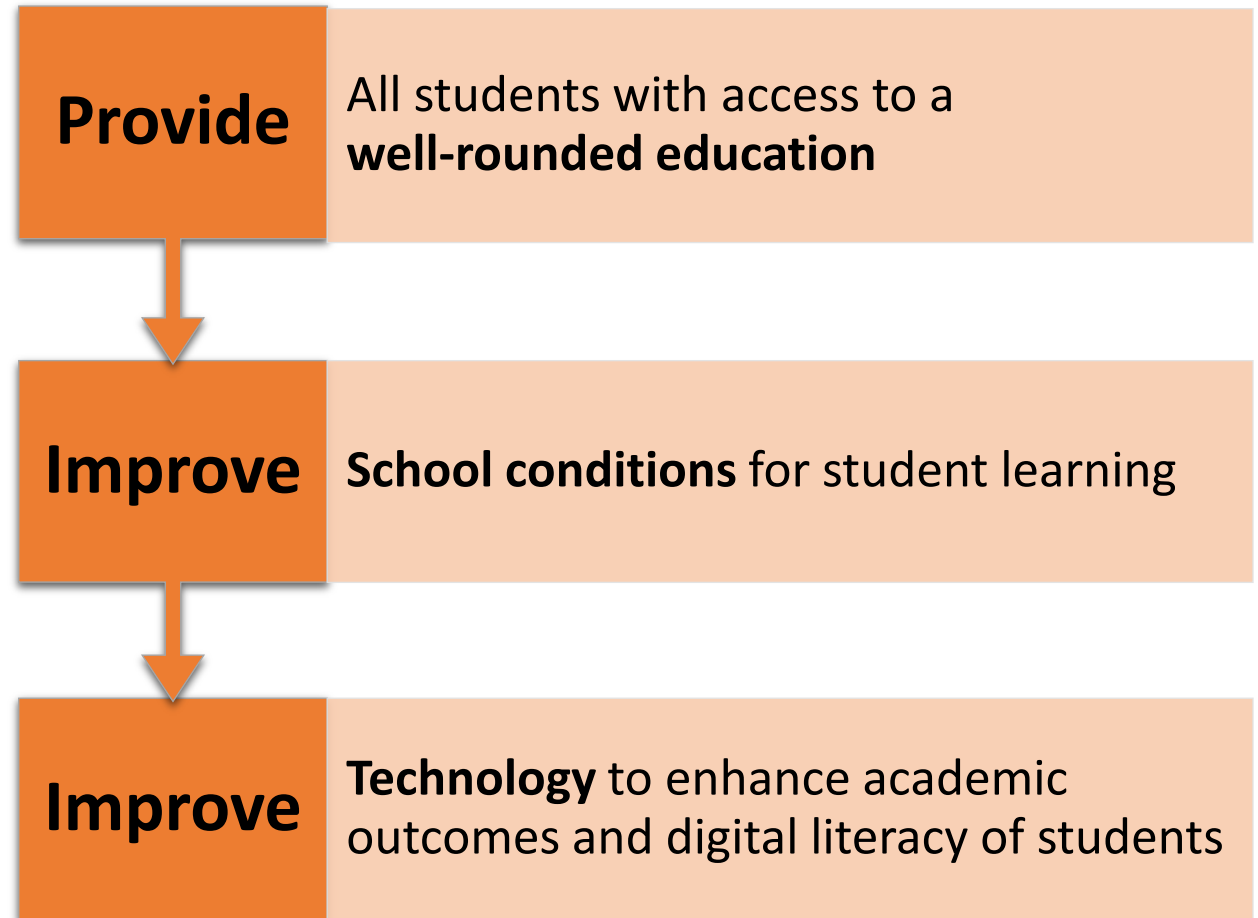 Provide
All students with access to a
well-rounded education
Improve
School conditions for student learning
Improve
Technology to enhance academic
outcomes and digital literacy of students